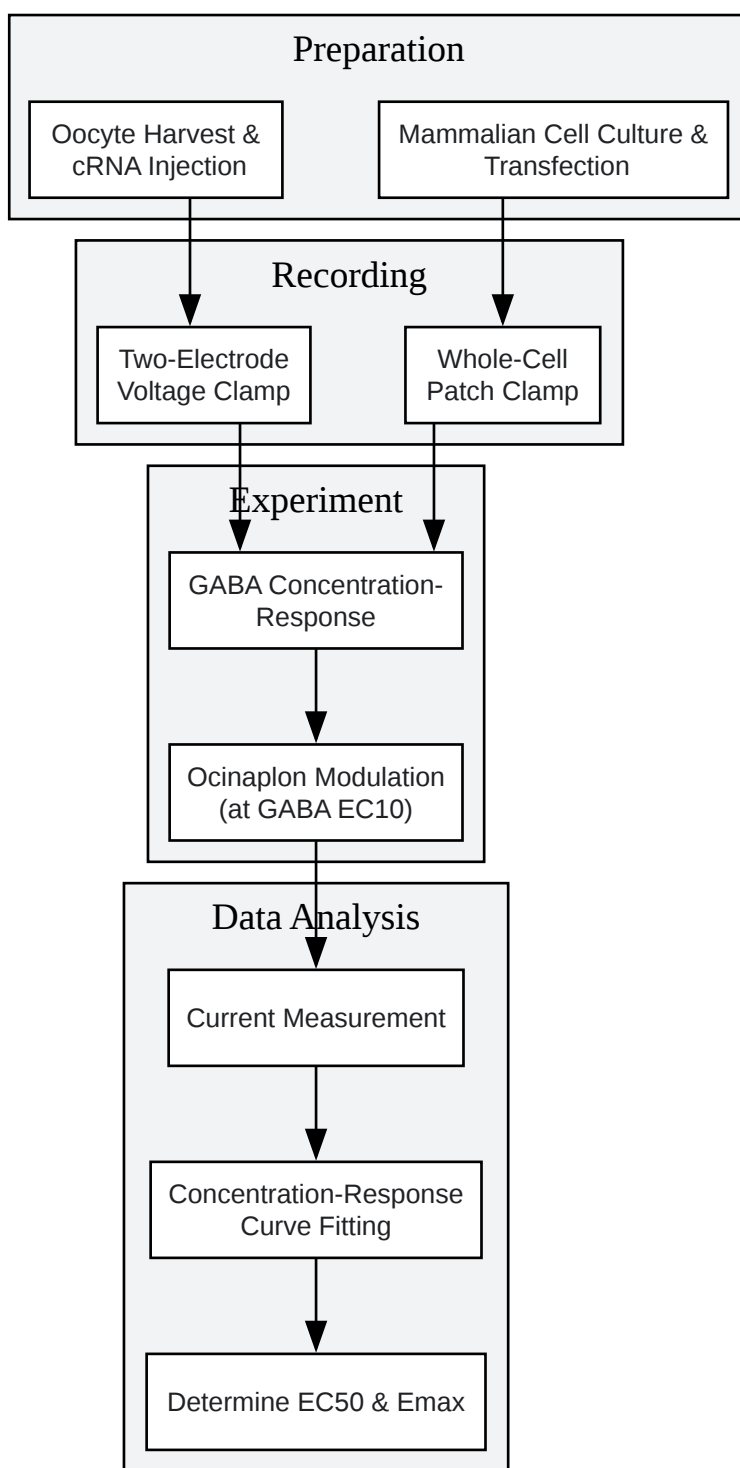 Preparation
Oocyte Harvest &
cRNA Injection
Mammalian Cell Culture &
Transfection
Recording
Two-Electrode
Voltage Clamp
Whole-Cell
Patch Clamp
Experiment
GABA Concentration-
Response
Ocinaplon Modulation
(at GABA EC10)
Data Analysis
Current Measurement
Concentration-Response
Curve Fitting
Determine EC50 & Emax